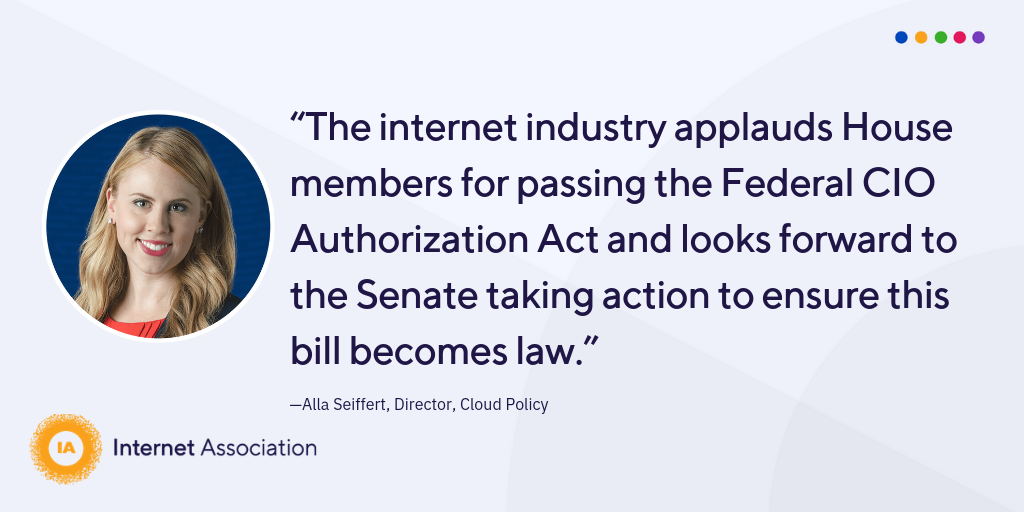 “The internet industry applauds House
members for passing the Federal CIO
Authorization Act and looks forward to
the Senate taking action to ensure this
bill becomes law.”
—Alla Seiffert, Director, Cloud Policy
IA
Internet Association